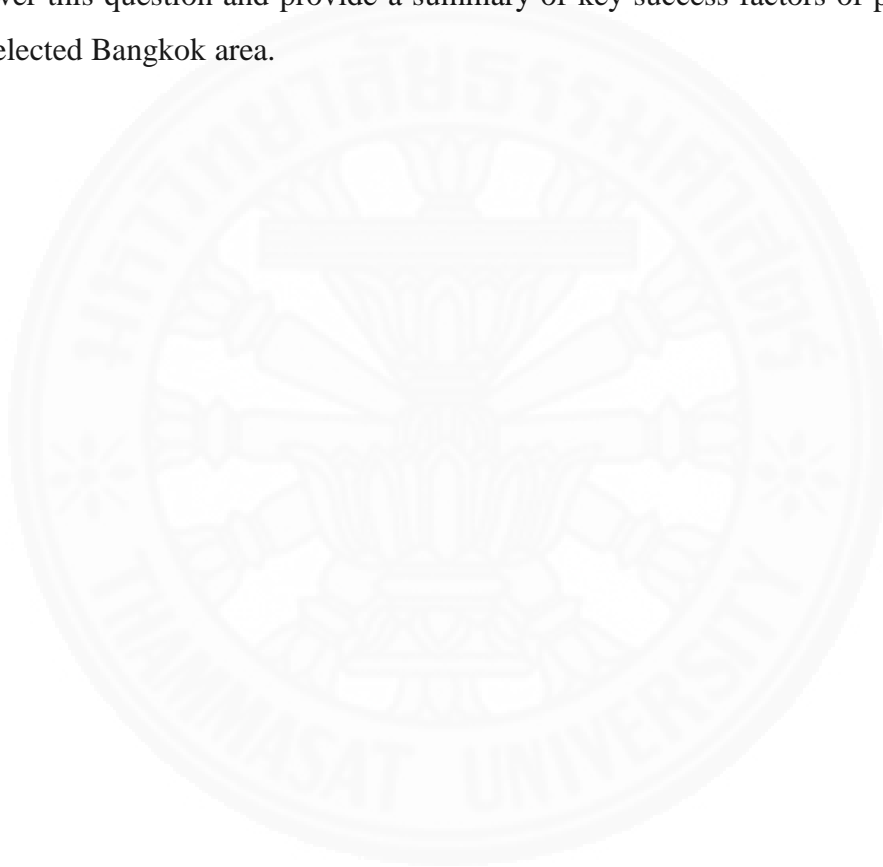 ver this question and provide a summary of key success factors of p
elected Bangkok area.
มหาวิทยาลัยธรรมศาสตร์
THAMMASAT UNIVERSITY